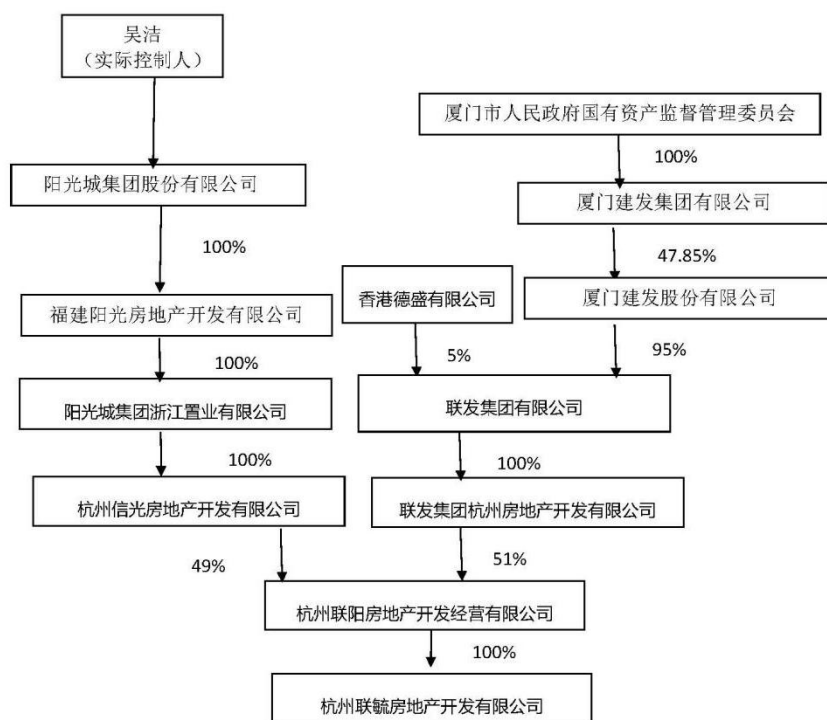 吴洁
（实际控制人）
厦门市人民政府国有资产监督管理委员会
100%
阳光城集团股份有限公司
厦门建发集团有限公司
100%
47.85%
香港德盛有限公司
厦门建发股份有限公司
福建阳光房地产开发有限公司
100%
5%
95%
阳光城集团浙江置业有限公司
联发集团有限公司
100%
100%
杭州信光房地产开发有限公司
联发集团杭州房地产开发有限公司
49%
51%
杭州联阳房地产开发经营有限公司
100%
杭州联毓房地产开发有限公司